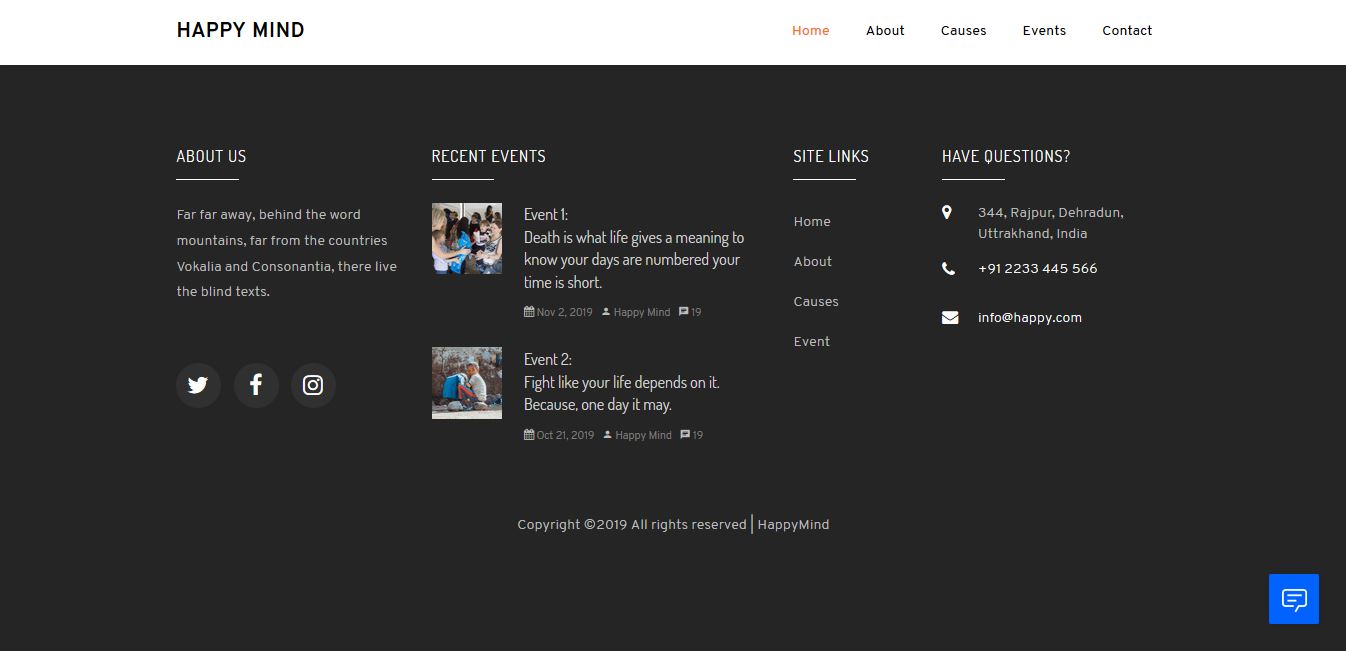 HAPPY MIND
Home About Causes Events Contact
ABOUT US
Far far away, behind the word
mountains, far from the countries
Vokalia and Consonantia, there live
the blind texts.
RECENT EVENTS
Event 1:
Death is what life gives a meaning to
know your days are numbered your
time is short.
Nov 2, 2019 Happy Mind 19
Event 2:
Fight like your life depends on it.
Because, one day it may.
Oct 21, 2019 Happy Mind 19
SITE LINKS
Home
About
Causes
Event
HAVE QUESTIONS?
344, Rajpur, Dehradun,
Uttrakhand, India
+91 2233 445 566
info@happy.com
Copyright ©2019 All rights reserved | HappyMind